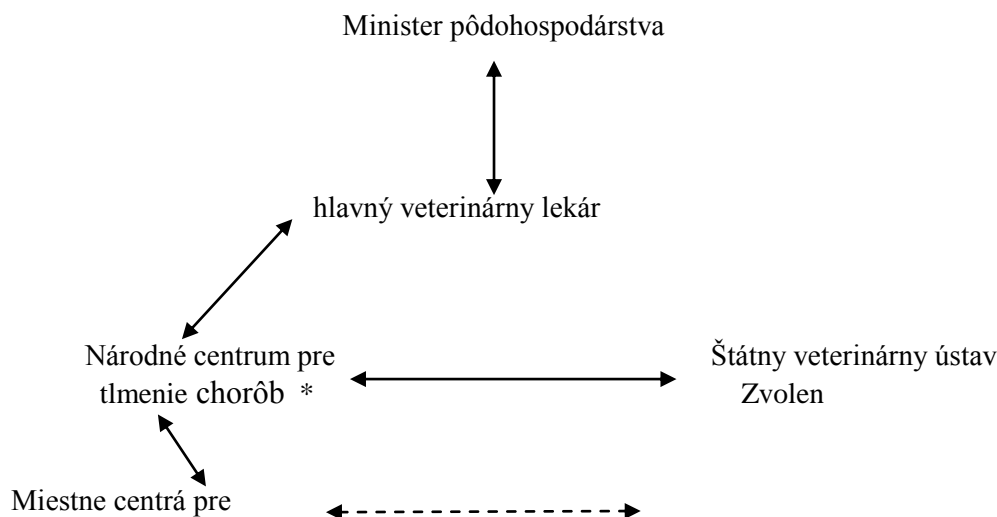 Minister pôdohospodárstva
hlavný veterinárny lekár
Národné centrum pre
tlmenie chorôb *
Štátny veterinárny ústav
Zvolen
Miestne centrá pre